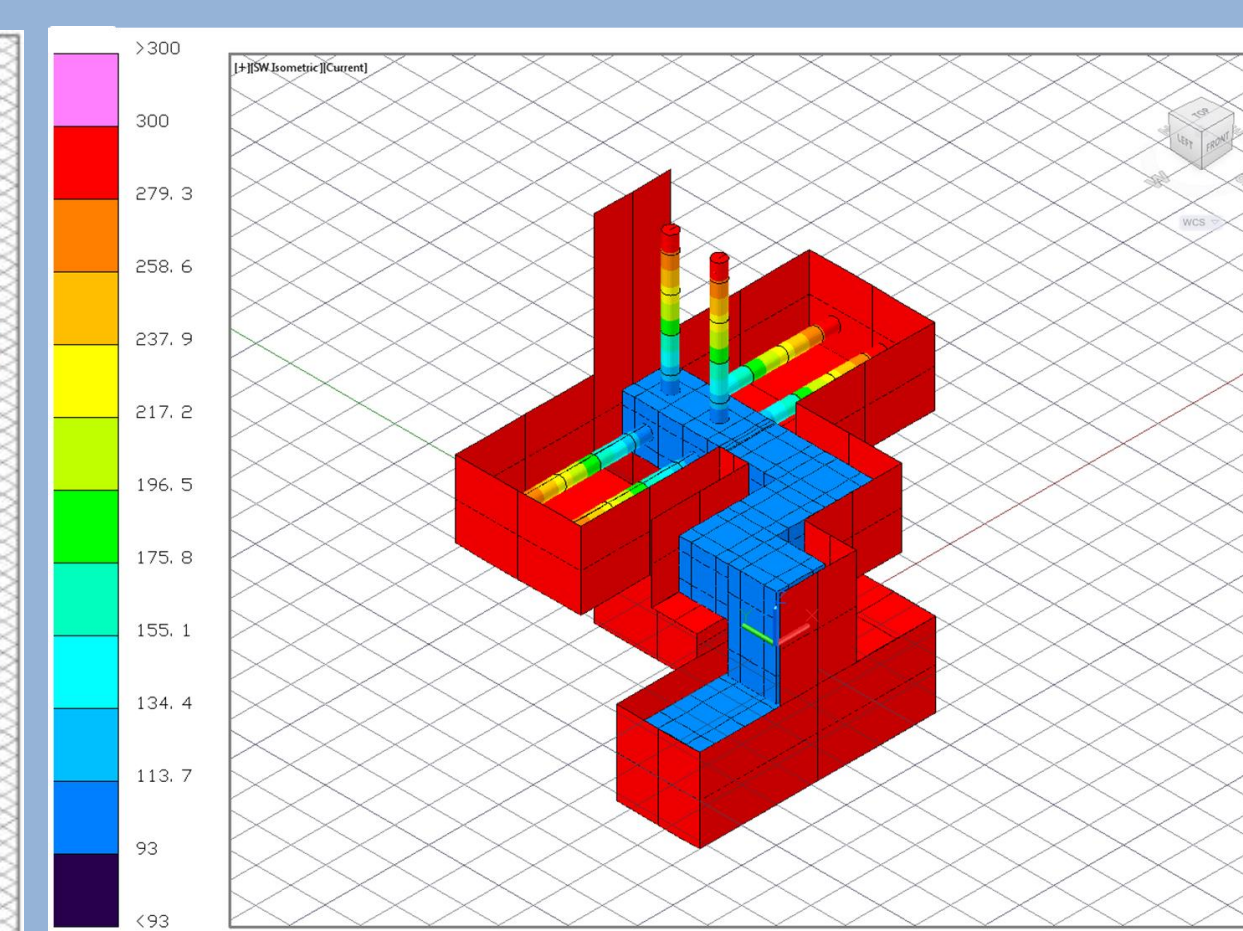 >300
300
279. 3
258. 6
237. 9
217. 2
196. 5
175. 8
155. 1
134. 4
113. 7
93
<93
[+][SW Isometric][Current]
TOP
LEFT
FRONT
W
WCS